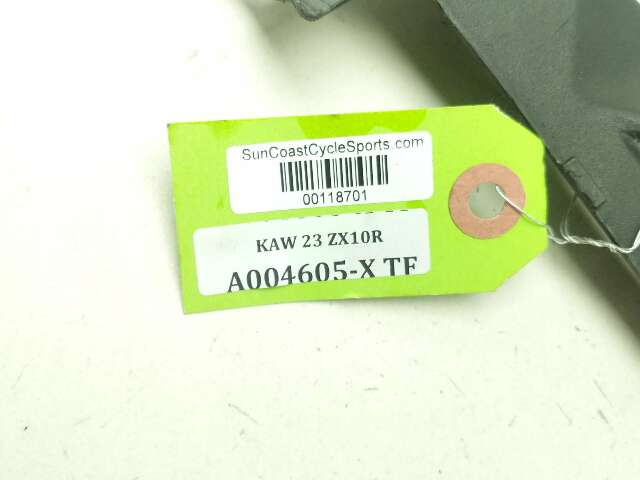 SunCoastCycleSports.com
00118701
KAW 23 ZX10R
A004605-X TF